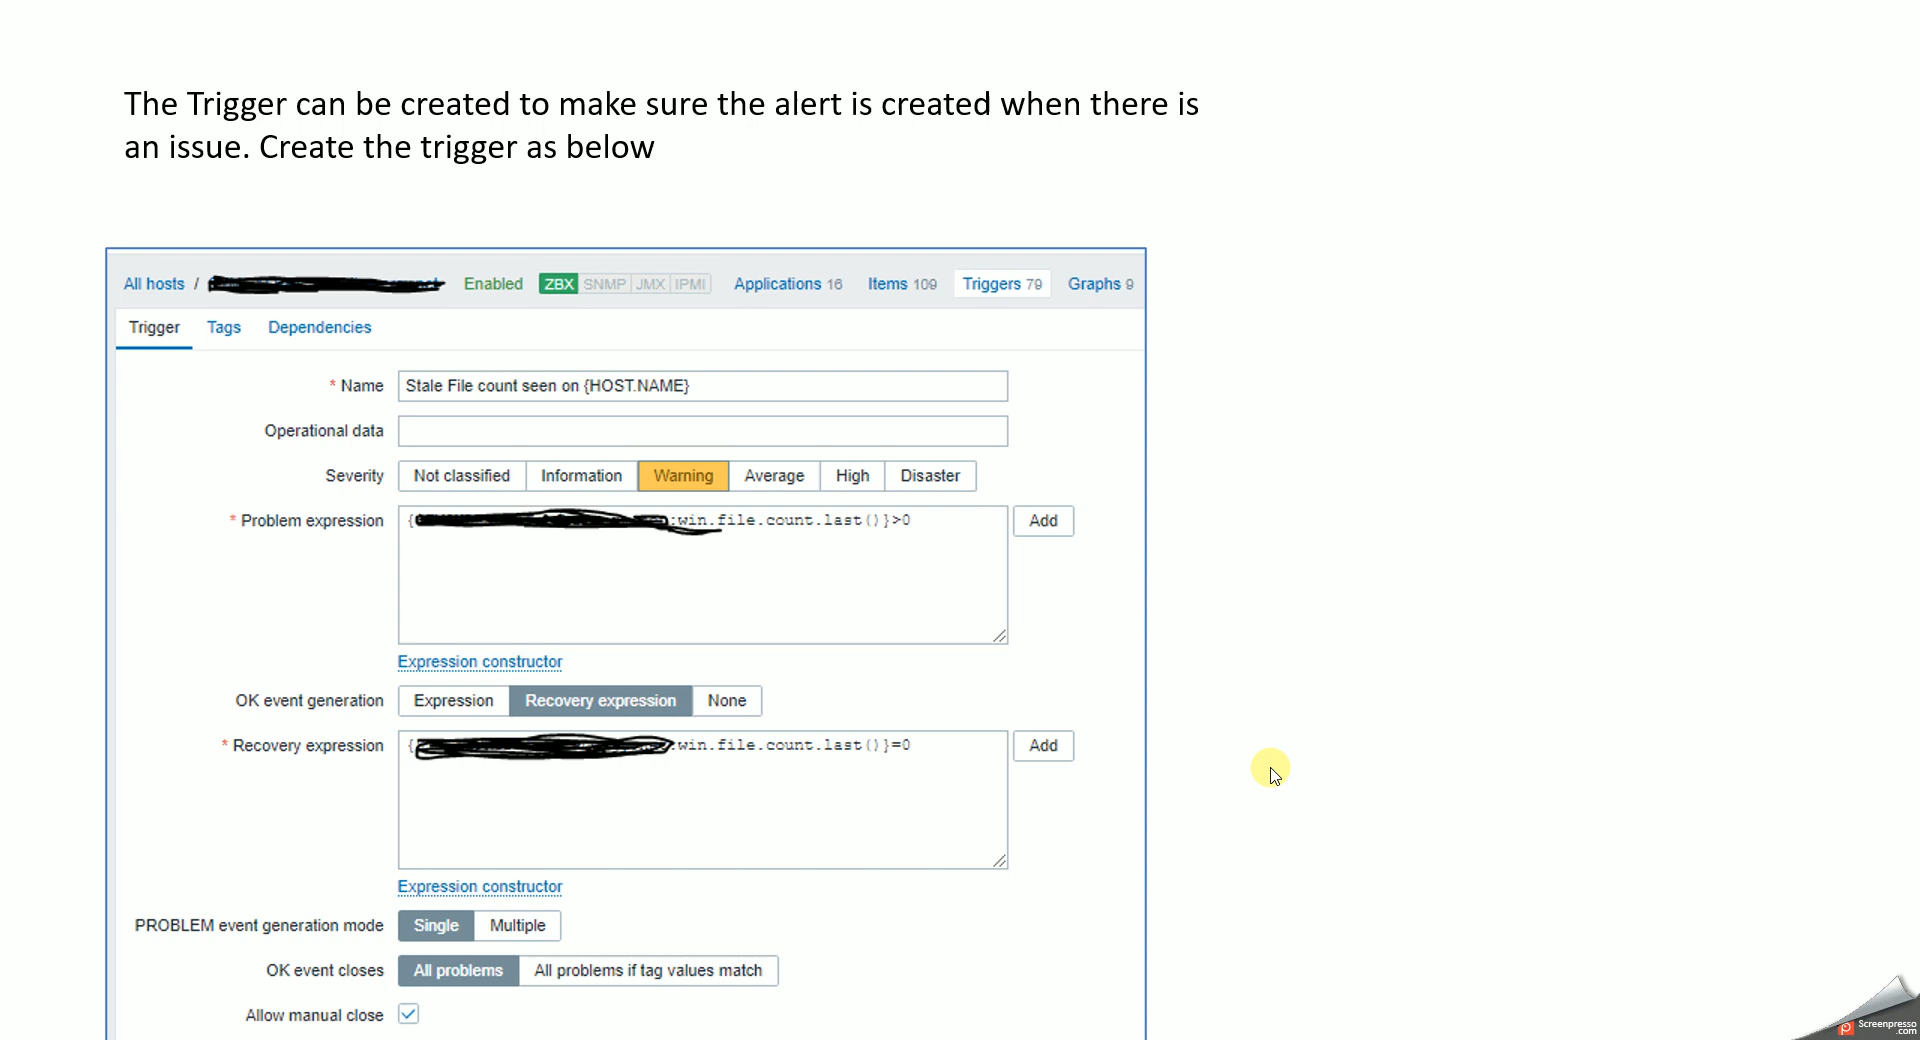 The Trigger can be created to make sure the alert is created when there is
an issue. Create the trigger as below
All hosts / Enabled ZBX SNMP JMX IPMI Applications 16 Items 109 Triggers 79 Graphs 9
Trigger Tags Dependencies
* Name Stale File count seen on {HOST.NAME}
Operational data
Severity Not classified Information Warning Average High Disaster
* Problem expression { :win.file.count.last()}>0 Add
Expression constructor
OK event generation Expression Recovery expression None
* Recovery expression { :win.file.count.last()}=0 Add
Expression constructor
PROBLEM event generation mode Single Multiple
OK event closes All problems All problems if tag values match
Allow manual close
Screenpresso
.com